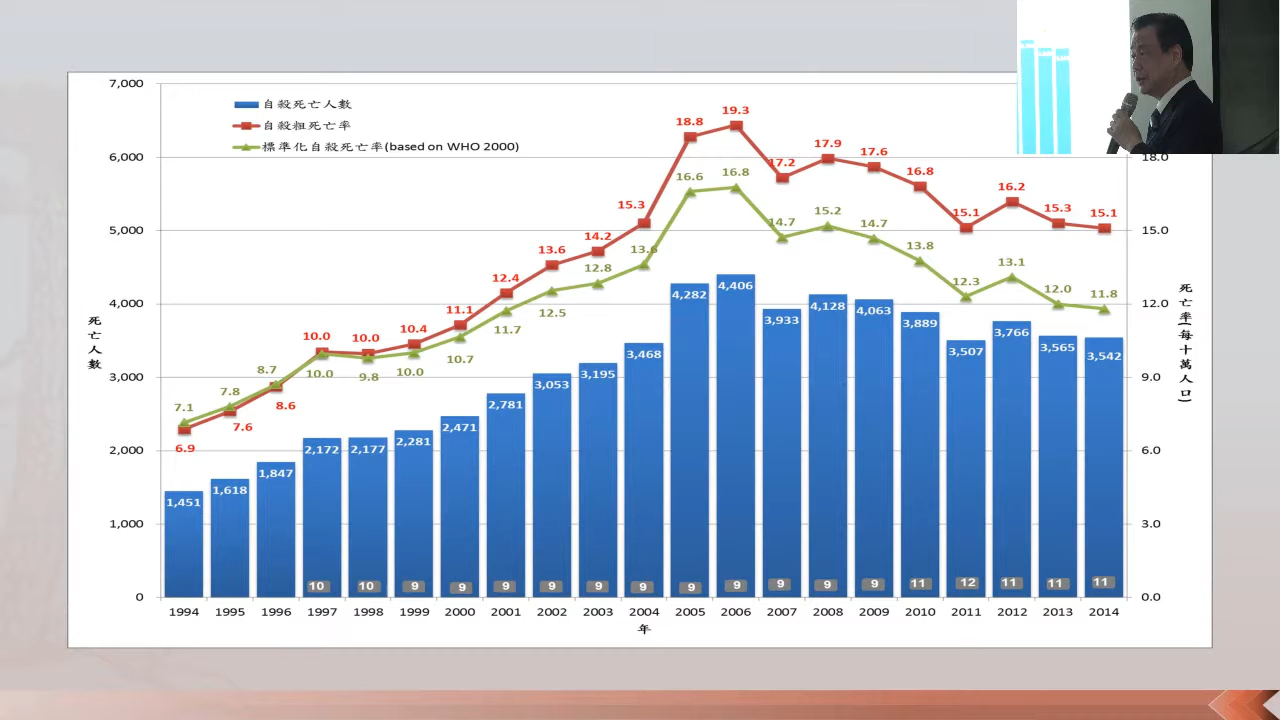 7,000
6,000
5,000
4,000
3,000
2,000
1,000
0
死亡人數
自殺死亡人數
自殺粗死亡率
標準化自殺死亡率(based on WHO 2000)
18.0
15.0
12.0
9.0
6.0
3.0
0.0
死亡率(每十萬人口)
6.9 7.6 8.6 10.0 10.0 10.4 11.1 12.4 13.6 14.2 15.3 18.8 19.3 17.2 17.9 17.6 16.8 15.1 16.2 15.3 15.1
7.1 7.8 8.7 10.0 9.8 10.0 10.7 11.7 12.5 12.8 13.6 16.6 16.8 14.7 15.2 14.7 13.8 12.3 13.1 12.0 11.8
1,451 1,618 1,847 2,172 2,177 2,281 2,471 2,781 3,053 3,195 3,468 4,282 4,406 3,933 4,128 4,063 3,889 3,507 3,766 3,565 3,542
10 10 9 9 9 9 9 9 9 9 9 9 9 11 12 11 11 11
1994 1995 1996 1997 1998 1999 2000 2001 2002 2003 2004 2005 2006 2007 2008 2009 2010 2011 2012 2013 2014
年